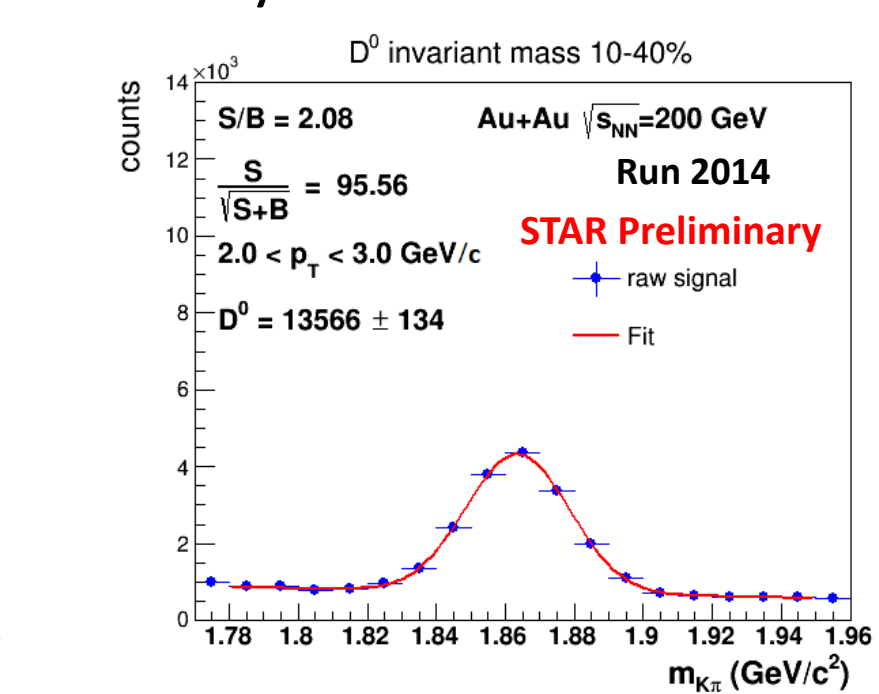 D⁰ invariant mass 10-40%
×10³
counts
S/B = 2.08
Au+Au √s_NN=200 GeV
S/√S+B = 95.56
Run 2014
STAR Preliminary
2.0 < p_T < 3.0 GeV/c
raw signal
D⁰ = 13566 ± 134
Fit
14
12
10
8
6
4
2
0
1.78 1.8 1.82 1.84 1.86 1.88 1.9 1.92 1.94 1.96
m_Kπ (GeV/c²)